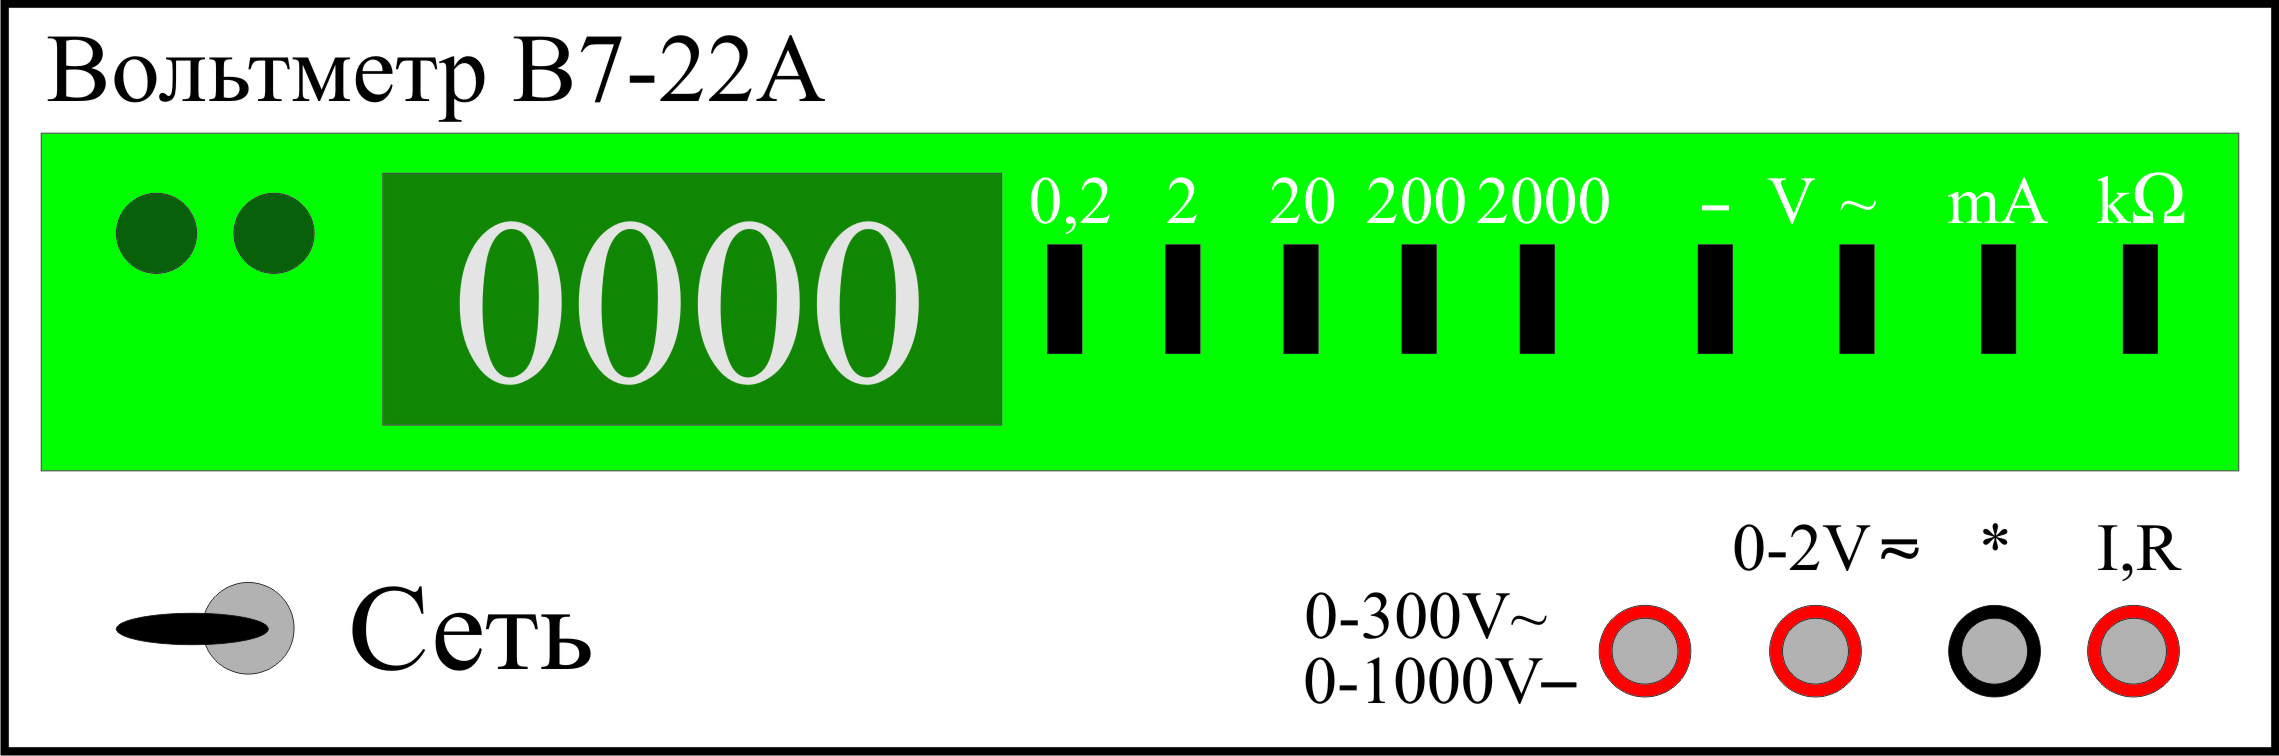 Вольтметр В7-22А
0000
0,2 2 20 200 2000 – V ~ mA kΩ
0-2V≂ * I,R
0-300V~
0-1000V–
Сеть